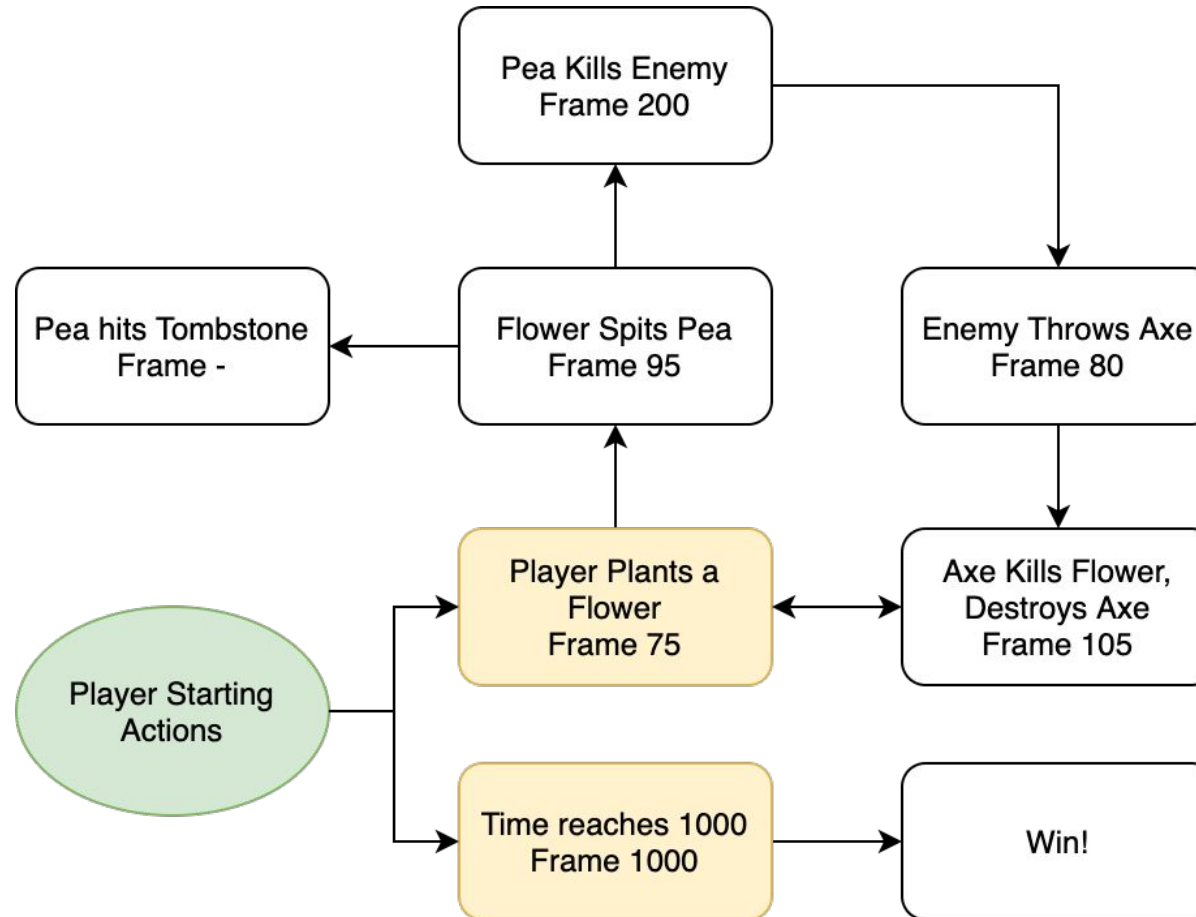 Pea Kills Enemy
Frame 200
Pea hits Tombstone
Frame -
Flower Spits Pea
Frame 95
Enemy Throws Axe
Frame 80
Player Plants a
Flower
Frame 75
Axe Kills Flower,
Destroys Axe
Frame 105
Player Starting
Actions
Time reaches 1000
Frame 1000
Win!